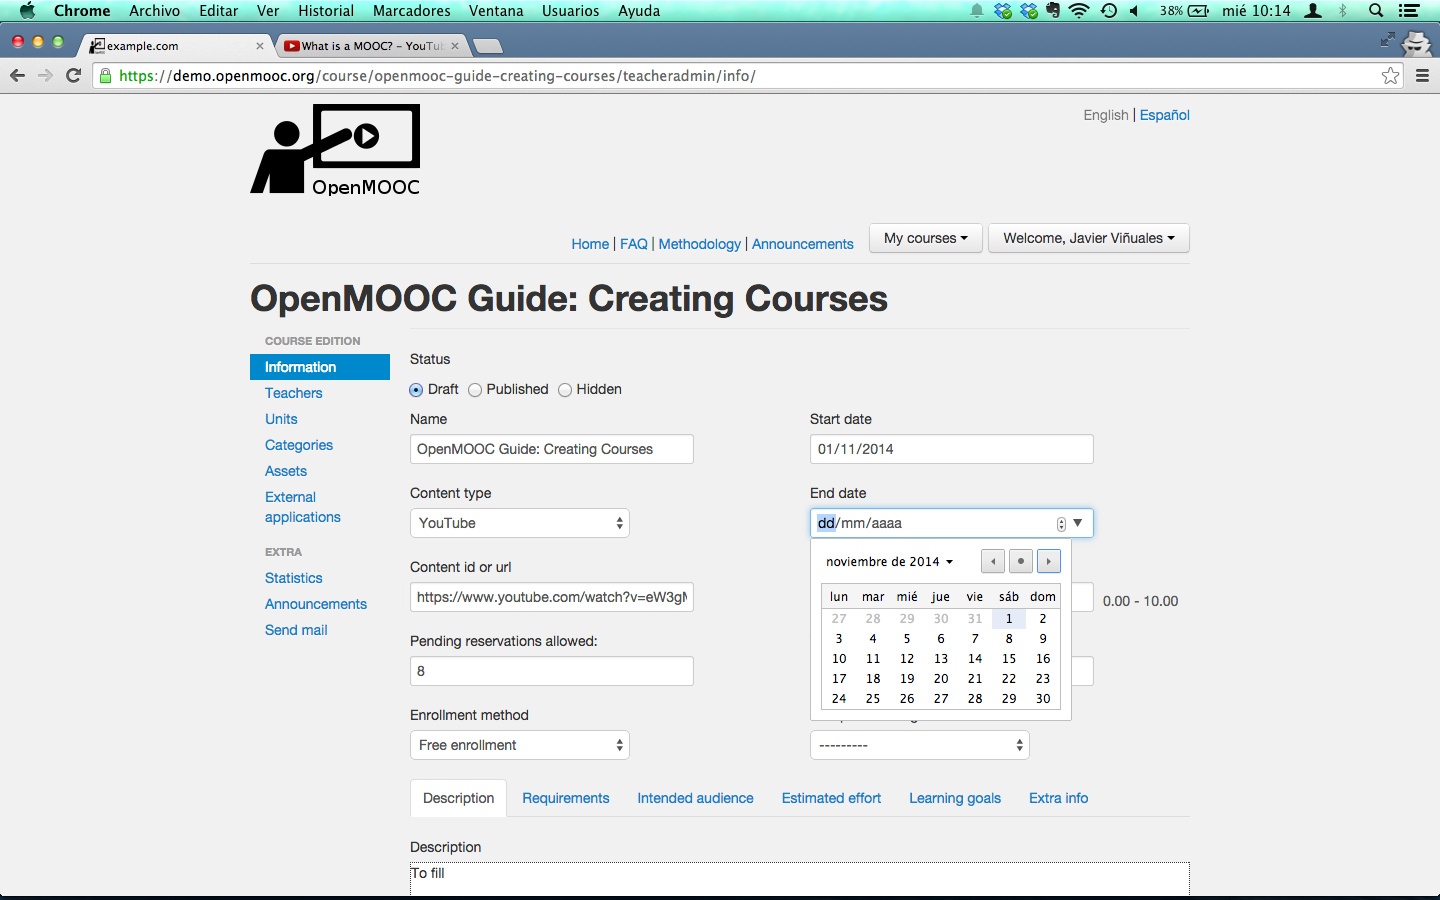 Chrome Archivo Editar Ver Historial Marcadores Ventana Usuarios Ayuda 38% mié 10:14
example.com What is a MOOC? – YouTub
https://demo.openmooc.org/course/openmooc-guide-creating-courses/teacheradmin/info/
OpenMOOC
English | Español
Home | FAQ | Methodology | Announcements My courses Welcome, Javier Viñuales
OpenMOOC Guide: Creating Courses
COURSE EDITION
Information
Teachers
Units
Categories
Assets
External
applications
EXTRA
Statistics
Announcements
Send mail
Status
Draft Published Hidden
Name
OpenMOOC Guide: Creating Courses
Start date
01/11/2014
Content type
YouTube
End date
dd/mm/aaaa
noviembre de 2014
lun mar mié jue vie sáb dom
27 28 29 30 31 1 2
3 4 5 6 7 8 9
10 11 12 13 14 15 16
17 18 19 20 21 22 23
24 25 26 27 28 29 30
Content id or url
https://www.youtube.com/watch?v=eW3gM
0.00 - 10.00
Pending reservations allowed:
8
Enrollment method
Free enrollment
---------
Description Requirements Intended audience Estimated effort Learning goals Extra info
Description
To fill